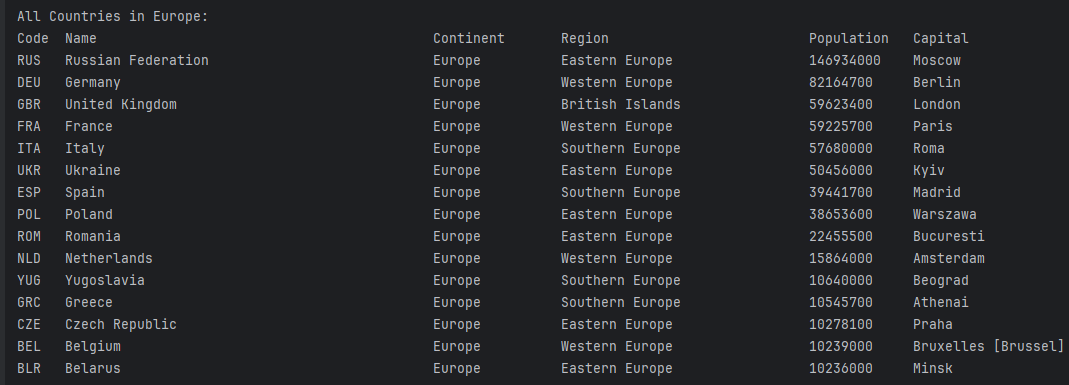 All Countries in Europe:
Code Name Continent Region Population Capital
RUS Russian Federation Europe Eastern Europe 146934000 Moscow
DEU Germany Europe Western Europe 82164700 Berlin
GBR United Kingdom Europe British Islands 59623400 London
FRA France Europe Western Europe 59225700 Paris
ITA Italy Europe Southern Europe 57680000 Roma
UKR Ukraine Europe Eastern Europe 50456000 Kyiv
ESP Spain Europe Southern Europe 39441700 Madrid
POL Poland Europe Eastern Europe 38653600 Warszawa
ROM Romania Europe Eastern Europe 22455500 Bucuresti
NLD Netherlands Europe Western Europe 15864000 Amsterdam
YUG Yugoslavia Europe Southern Europe 10640000 Beograd
GRC Greece Europe Southern Europe 10545700 Athenai
CZE Czech Republic Europe Eastern Europe 10278100 Praha
BEL Belgium Europe Western Europe 10239000 Bruxelles [Brussel]
BLR Belarus Europe Eastern Europe 10236000 Minsk